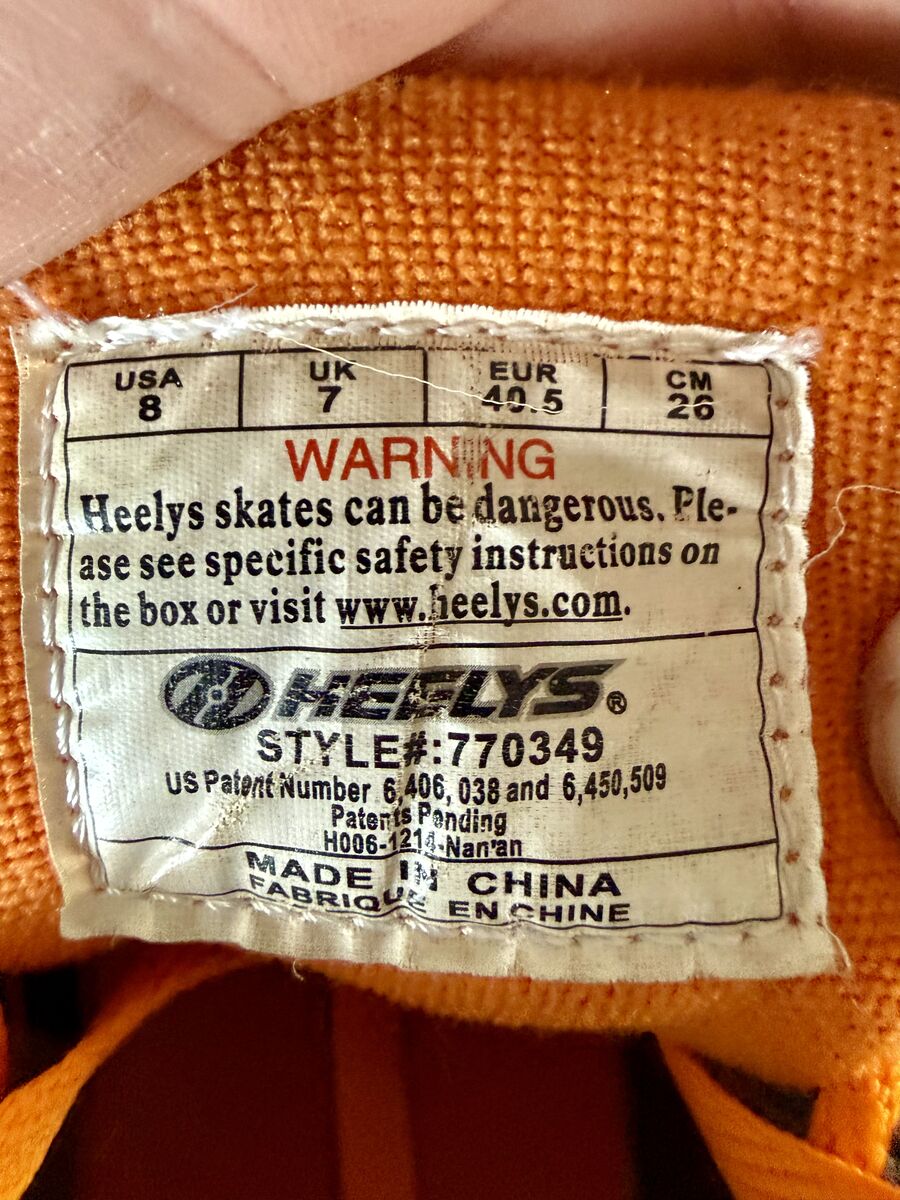 USA UK EUR CM
8 7 40.5 26
WARNING
Heelys skates can be dangerous. Ple-
ase see specific safety instructions on
the box or visit www.heelys.com.
HEELYS®
STYLE#:770349
US Patent Number 6,406,038 and 6,450,509
Patents Pending
H006-1214-Nan'an
MADE IN CHINA
FABRIQUE EN CHINE